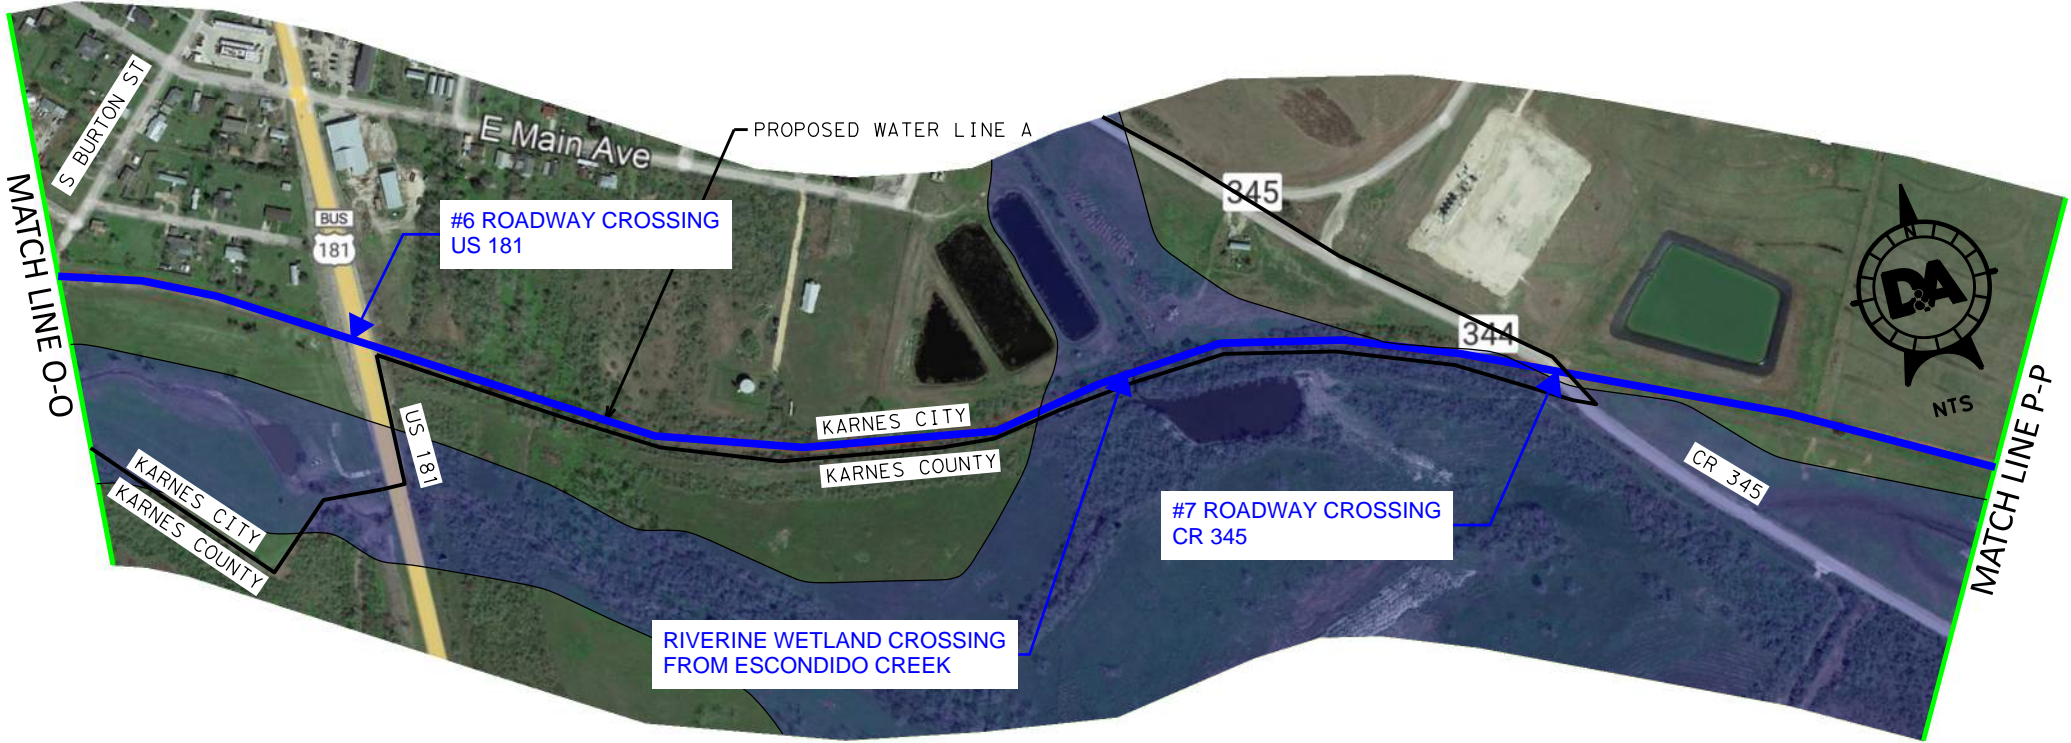 S BURTON ST
E Main Ave
PROPOSED WATER LINE A
BUS
181
#6 ROADWAY CROSSING
US 181
345
344
N
DA
NTS
MATCH LINE O-O
US 181
KARNES CITY
KARNES COUNTY
KARNES CITY
KARNES COUNTY
#7 ROADWAY CROSSING
CR 345
CR 345
RIVERINE WETLAND CROSSING
FROM ESCONDIDO CREEK
MATCH LINE P-P